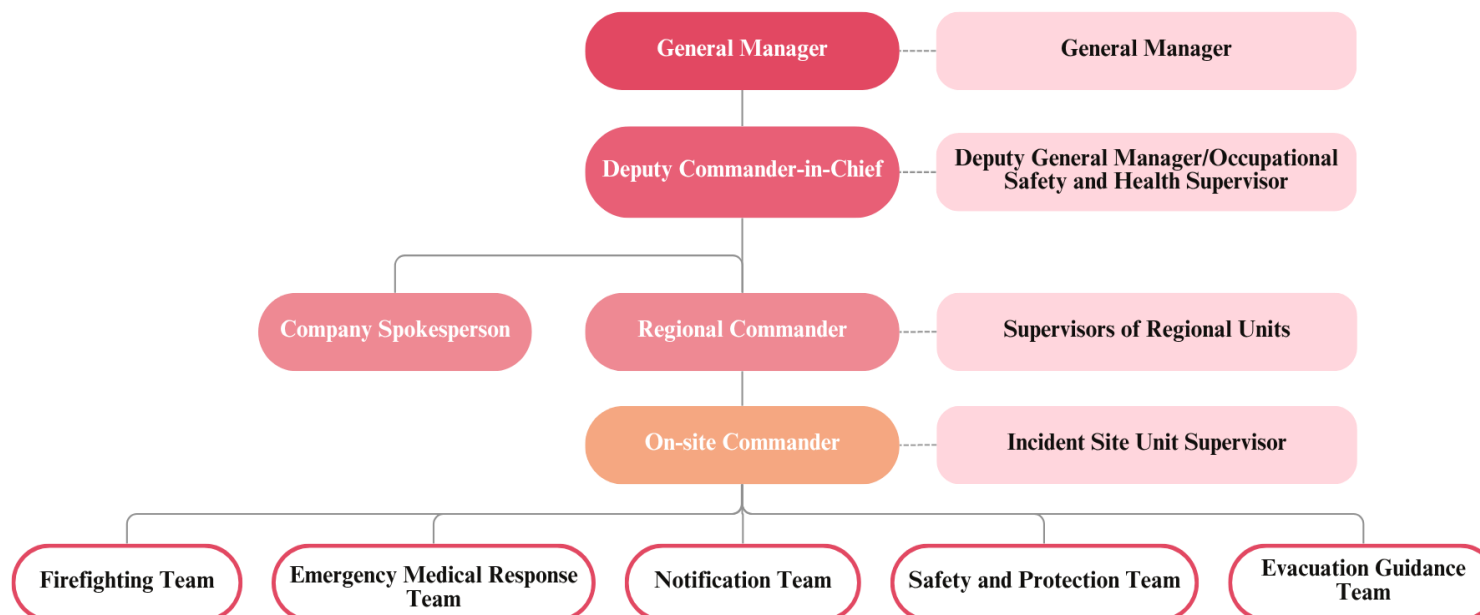 General Manager
General Manager
Deputy Commander-in-Chief
Deputy General Manager/Occupational
Safety and Health Supervisor
Company Spokesperson
Regional Commander
Supervisors of Regional Units
On-site Commander
Incident Site Unit Supervisor
Firefighting Team
Emergency Medical Response
Team
Notification Team
Safety and Protection Team
Evacuation Guidance
Team